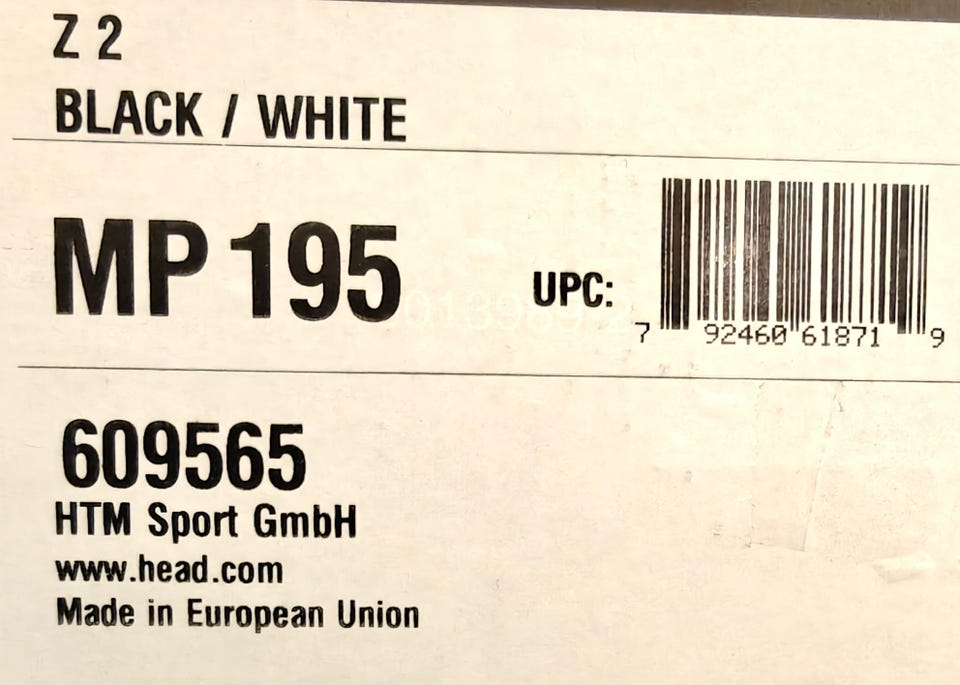 Z 2
BLACK / WHITE
MP 195
UPC:
7 92460 61871 9
609565
HTM Sport GmbH
www.head.com
Made in European Union